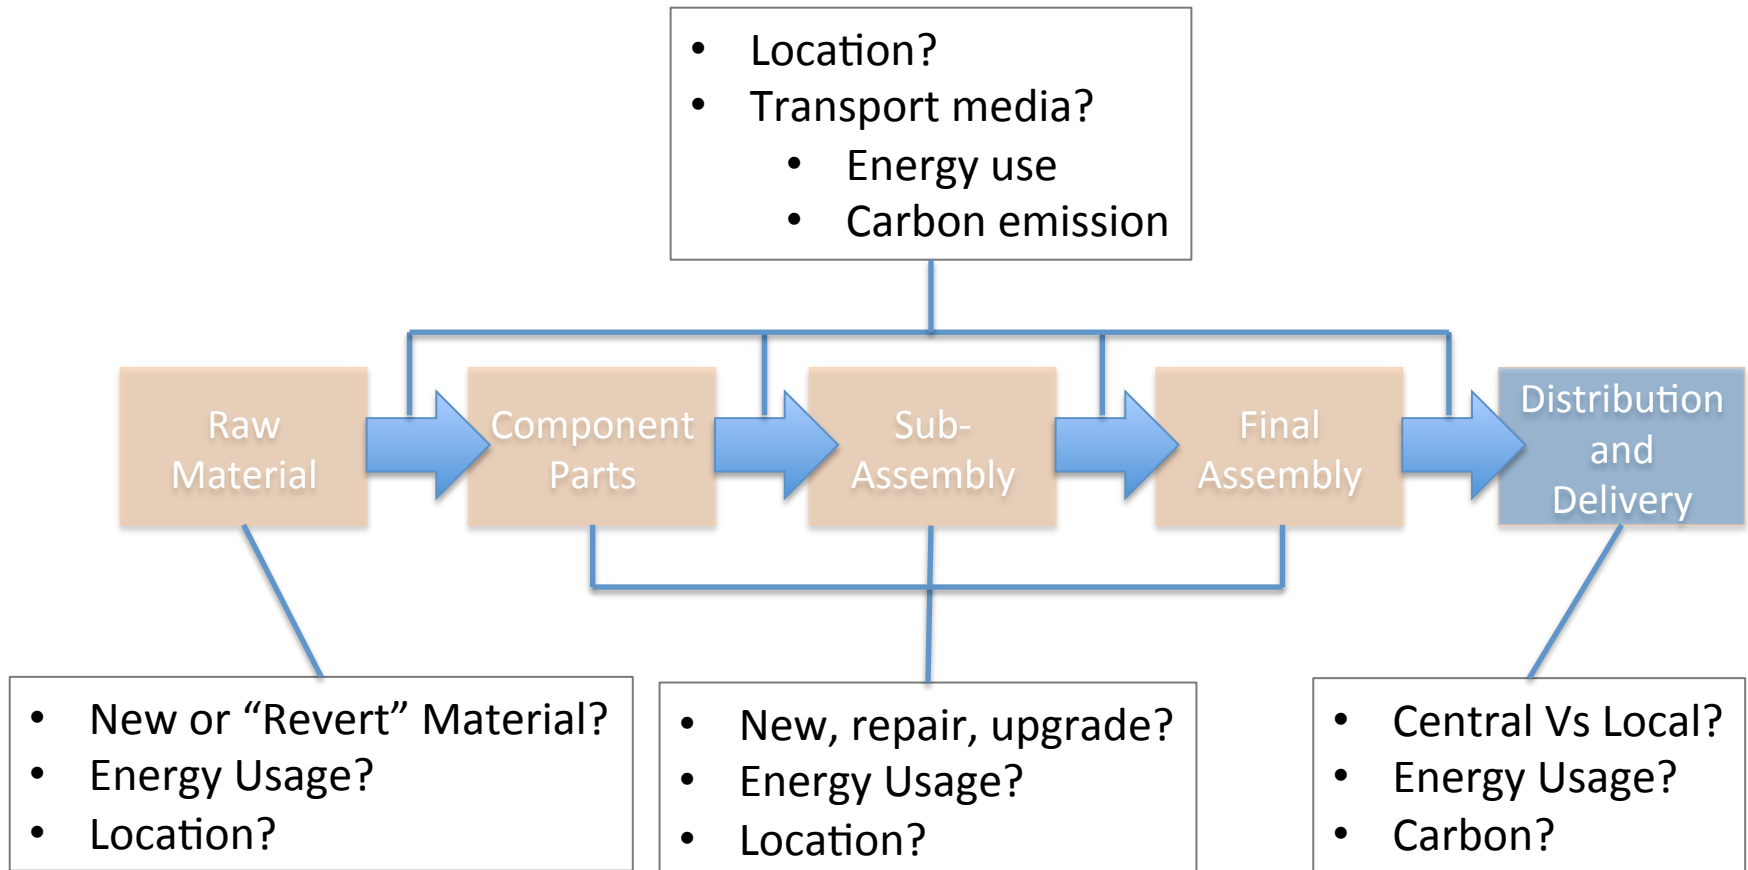 • Location?
• Transport media?
• Energy use
• Carbon emission
Raw
Material
Component
Parts
Sub-
Assembly
Final
Assembly
Distribution
and
Delivery
• New or “Revert” Material?
• Energy Usage?
• Location?
• New, repair, upgrade?
• Energy Usage?
• Location?
• Central Vs Local?
• Energy Usage?
• Carbon?